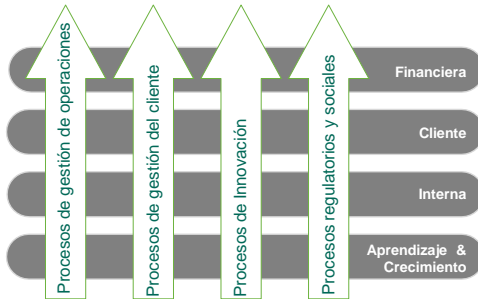 Procesos de gestión de operaciones
Procesos de gestión del cliente
Procesos de Innovación
Procesos regulatorios y sociales
Financiera
Cliente
Interna
Aprendizaje &
Crecimiento